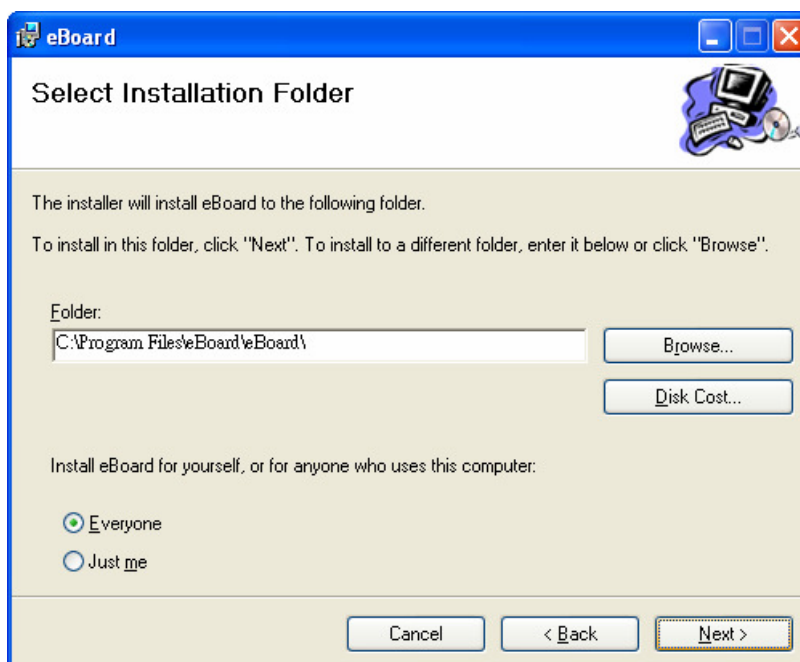 eBoard
Select Installation Folder
The installer will install eBoard to the following folder.
To install in this folder, click "Next". To install to a different folder, enter it below or click "Browse".
Folder:
C:\Program Files\eBoard\eBoard\
Browse...
Disk Cost...
Install eBoard for yourself, or for anyone who uses this computer:
Everyone
Just me
Cancel
< Back
Next >